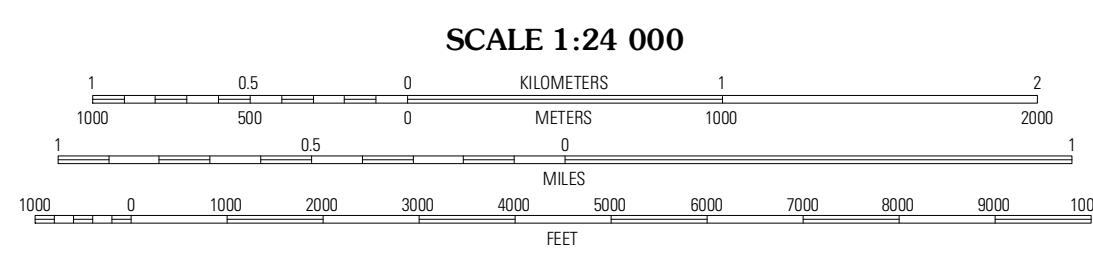 SCALE 1:24 000
1 0.5 0 KILOMETERS 1 2
1000 500 0 METERS 1000 2000
1 0.5 0 1
MILES
1000 0 1000 2000 3000 4000 5000 6000 7000 8000 9000 100
FEET